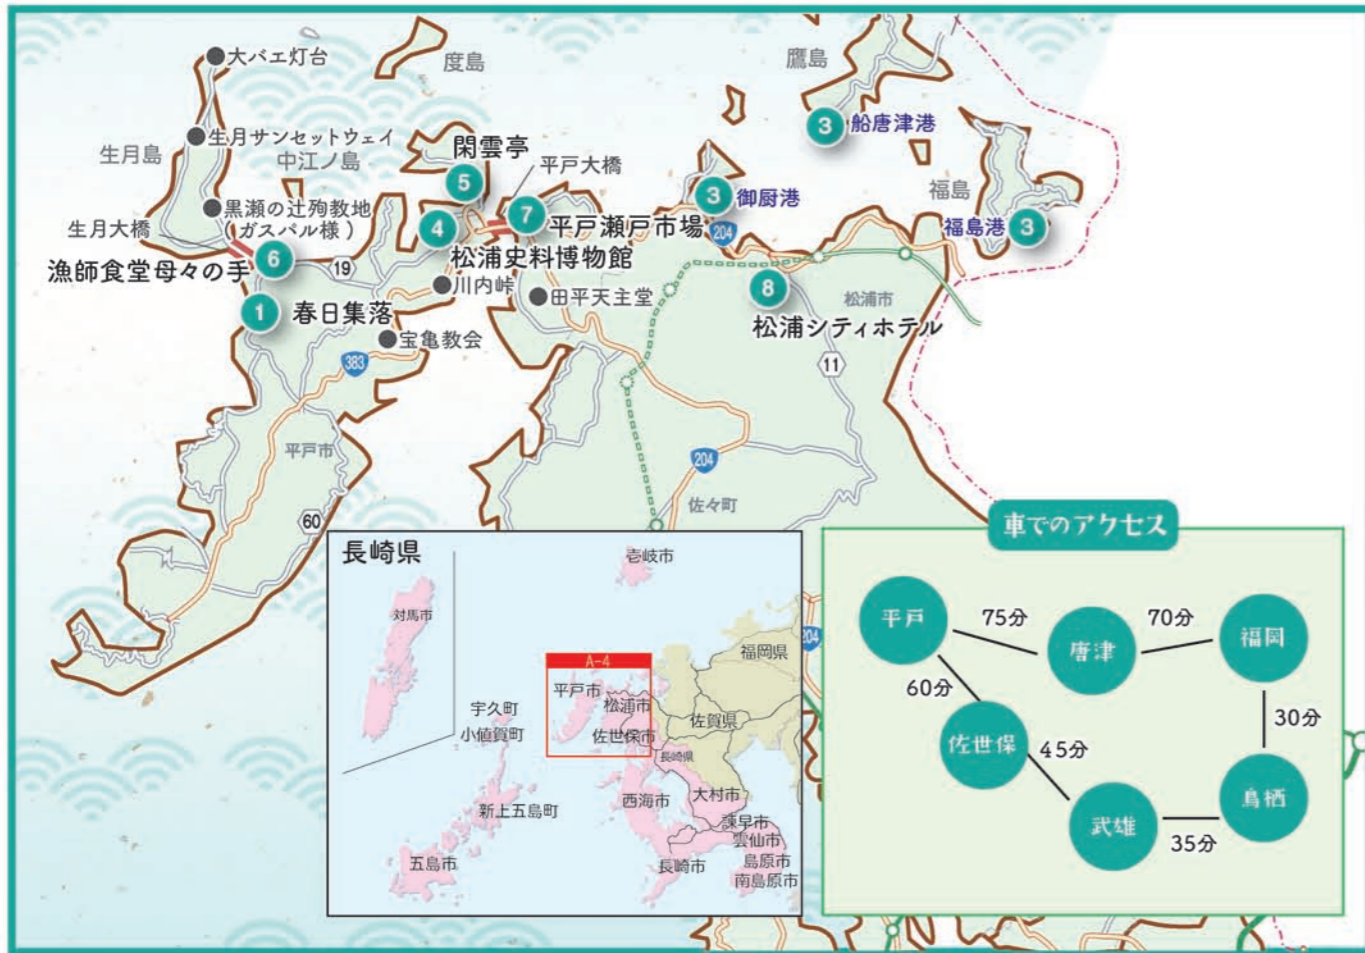 大バエ灯台
度島
鷹島
3 船唐津港
生月サンセットウェイ
生月島
中江ノ島
閑雲亭
5
平戸大橋
3 御厨港
福島
福島港 3
黒瀬の辻殉教地
(ガスパル様)
生月大橋
4
7
平戸瀬戸市場
204
松浦史料博物館
漁師食堂母々の手
6
19
川内峠
田平天主堂
8
松浦市
松浦シティホテル
1 春日集落
宝亀教会
383
11
平戸市
204
佐々町
60
長崎県
壱岐市
対馬市
福岡県
A-4
平戸市
松浦市
佐賀県
宇久町
小値賀町
佐世保市
長崎県
新上五島町
西海市
大村市
諫早市
雲仙市
五島市
長崎市
島原市
南島原市
204
車でのアクセス
平戸
75分
唐津
70分
福岡
60分
30分
佐世保
45分
鳥栖
武雄
35分